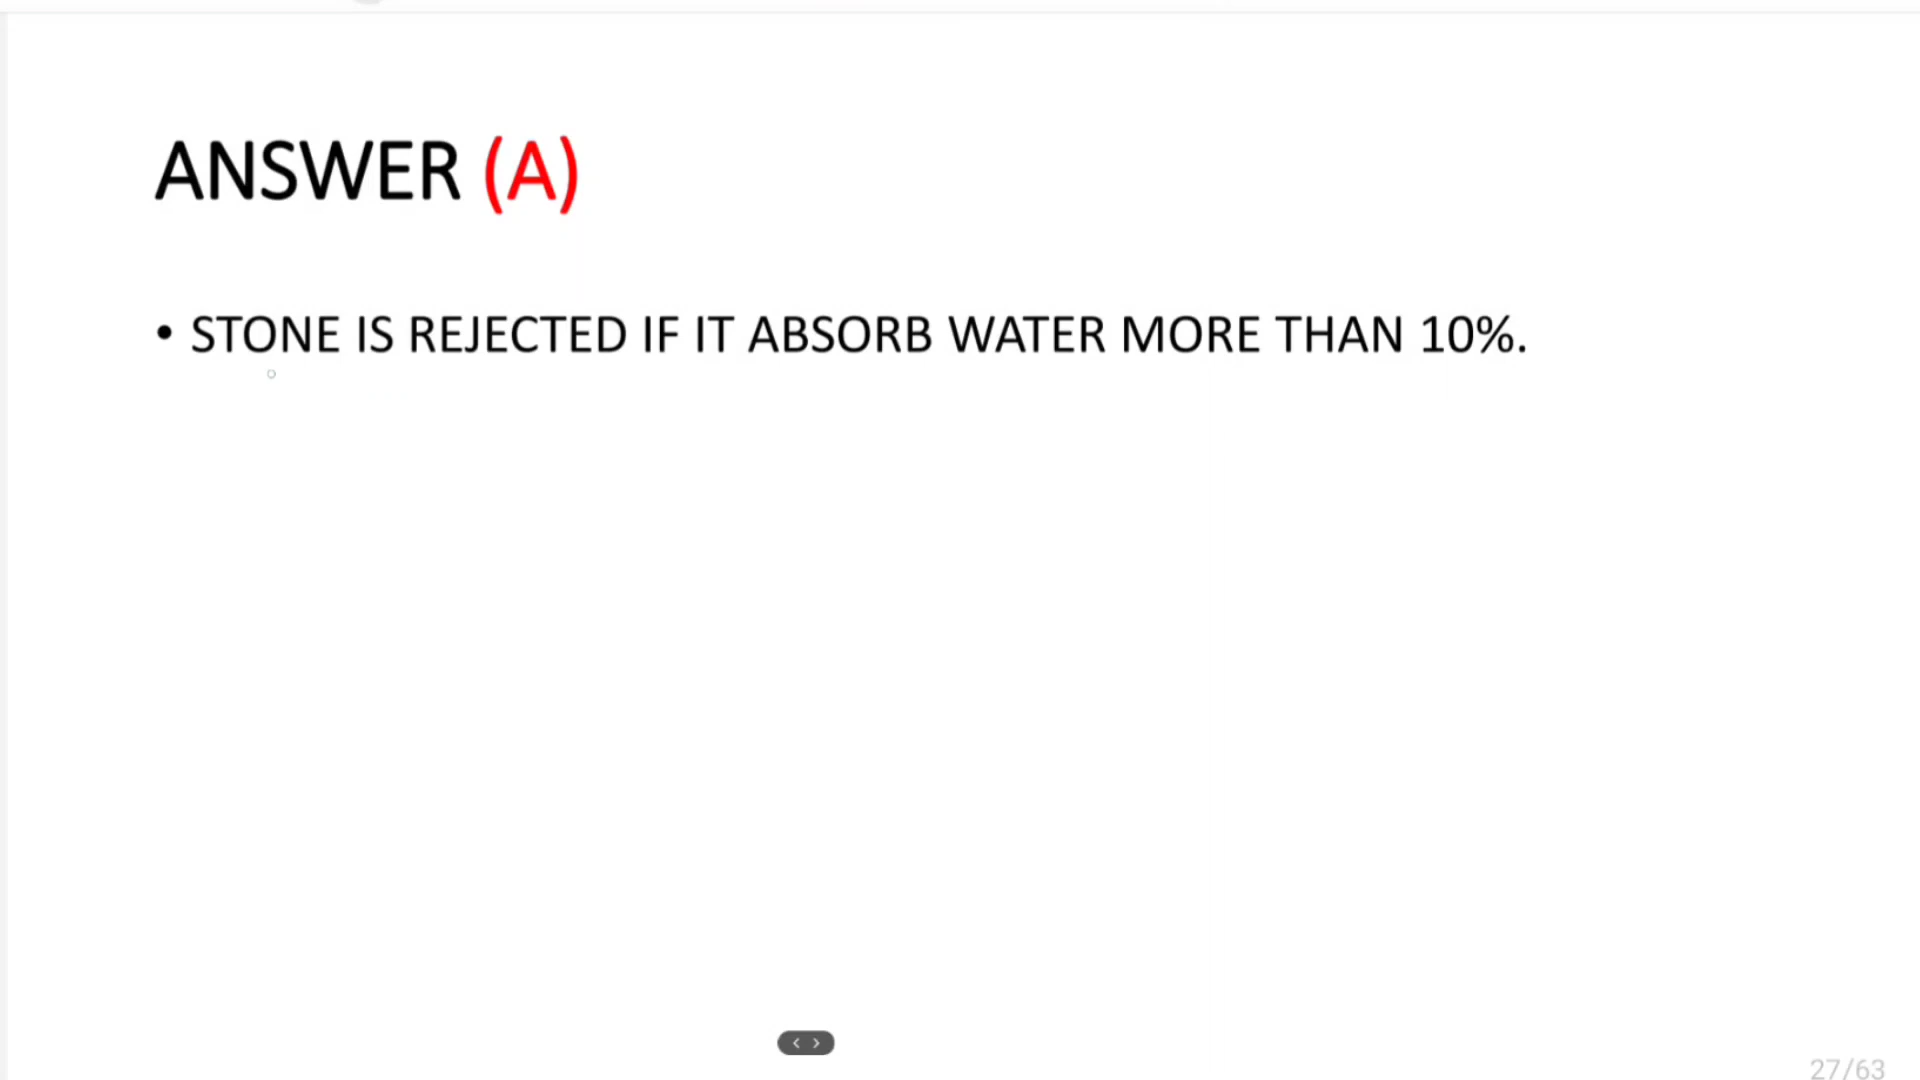 ANSWER (A)
• STONE IS REJECTED IF IT ABSORB WATER MORE THAN 10%.
27/63